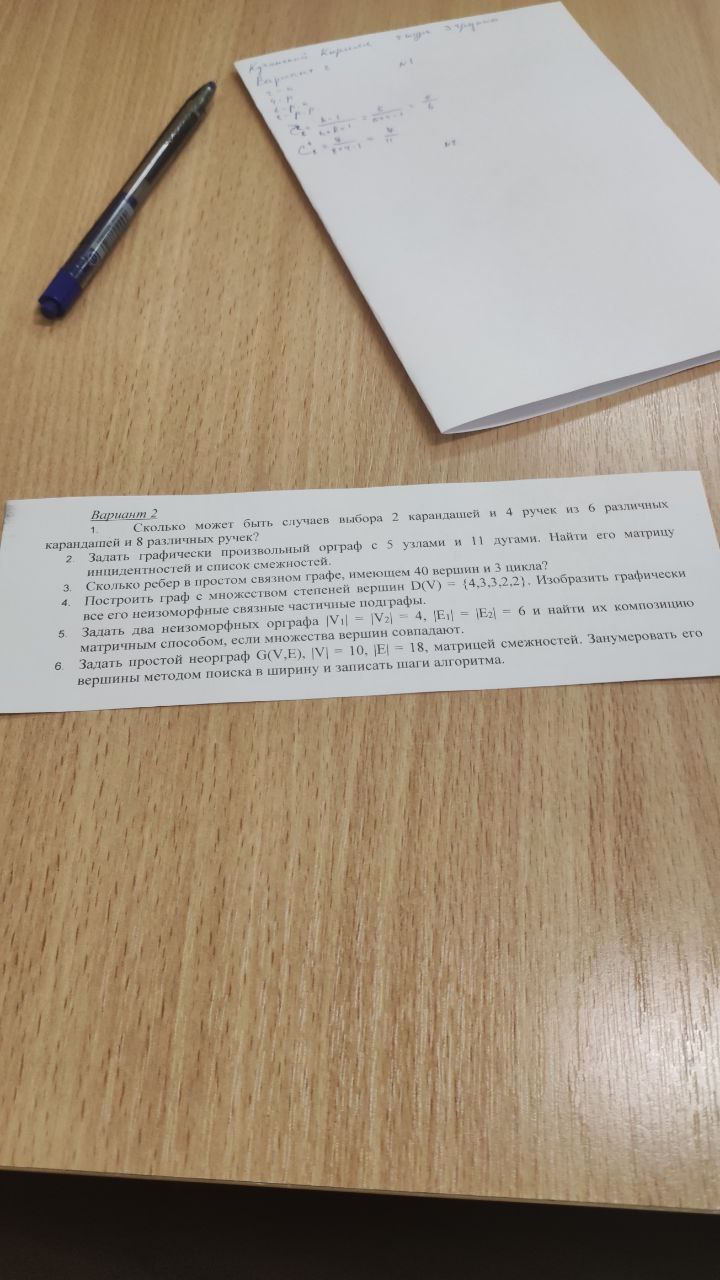 Вариант 2
№1
Вариант 2
1. Сколько может быть случаев выбора 2 карандашей и 4 ручек из 6 различных
карандашей и 8 различных ручек?
2. Задать графически произвольный орграф с 5 узлами и 11 дугами. Найти его матрицу
инцидентностей и список смежностей.
3. Сколько ребер в простом связном графе, имеющем 40 вершин и 3 цикла?
4. Построить граф с множеством степеней вершин D(V) = {4,3,3,2,2}. Изобразить графически
все его неизоморфные связные частичные подграфы.
5. Задать два неизоморфных орграфа |V₁| = |V₂| = 4, |E₁| = |E₂| = 6 и найти их композицию
матричным способом, если множества вершин совпадают.
6. Задать простой неорграф G(V,E), |V| = 10, |E| = 18, матрицей смежностей. Занумеровать его
вершины методом поиска в ширину и записать шаги алгоритма.